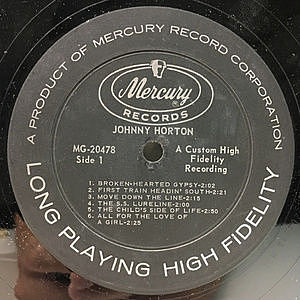 A PRODUCT OF MERCURY RECORD CORPORATION
Mercury
®
RECORDS
JOHNNY HORTON
MG-20478
Side 1
A Custom High
Fidelity
Recording
1. BROKEN-HEARTED GYPSY-2:02
2. FIRST TRAIN HEADIN' SOUTH-2:21
3. MOVE DOWN THE LINE-2:15
4. THE S.S. LURELINE-2:00
5. THE CHILD'S SIDE OF LIFE-2:50
6. ALL FOR THE LOVE OF
A GIRL-2:25
LONG PLAYING HIGH FIDELITY